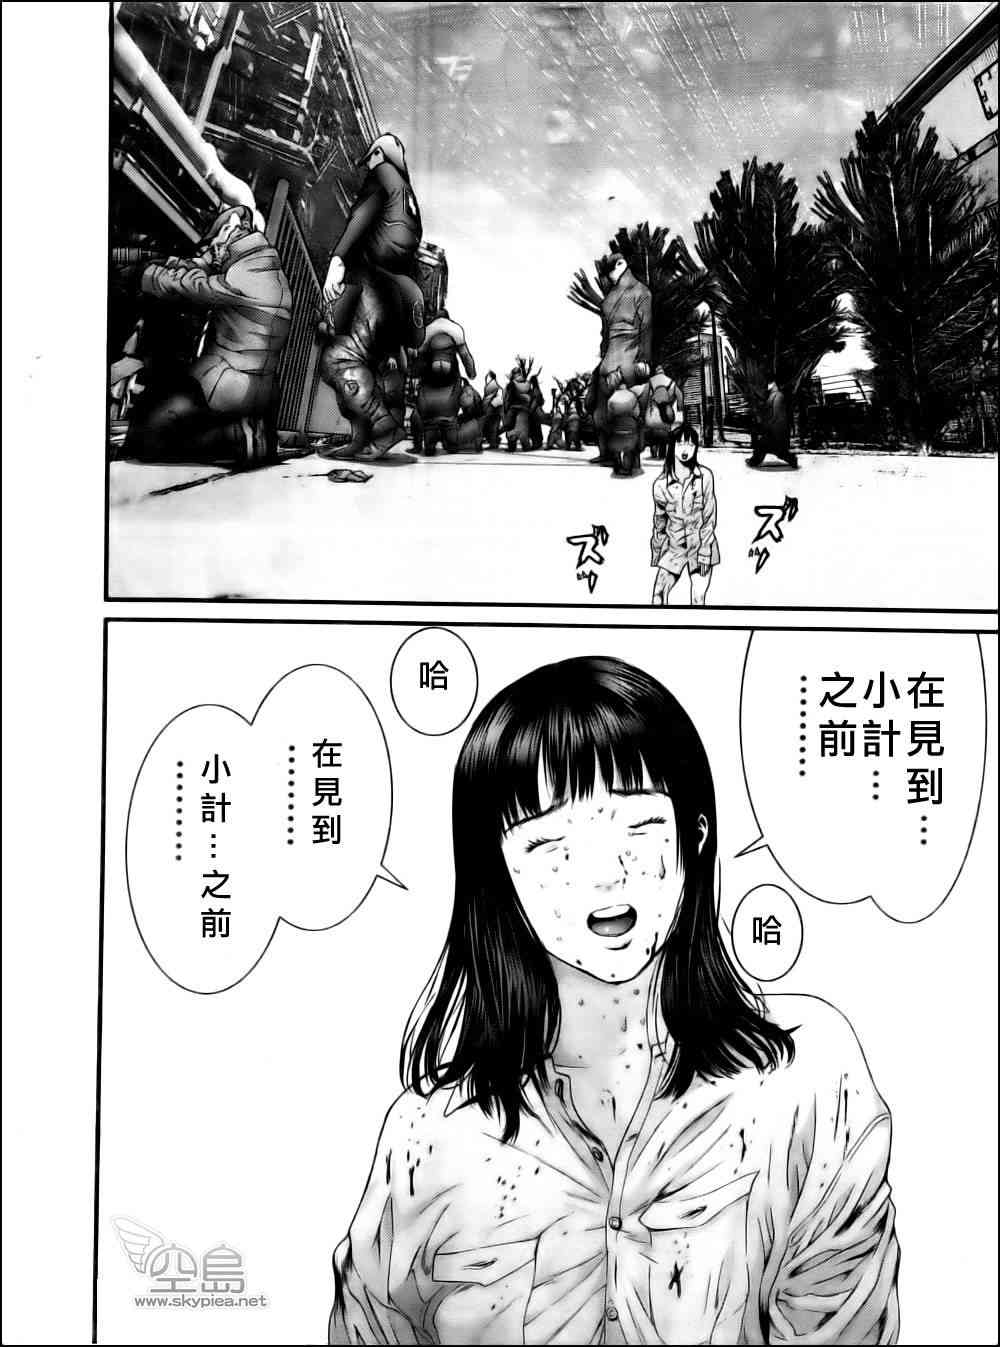 ズッ
ズッ
在見到…
小計…
之前………
哈
哈
在見到………
小計…之前
………
空島
www.skypiea.net